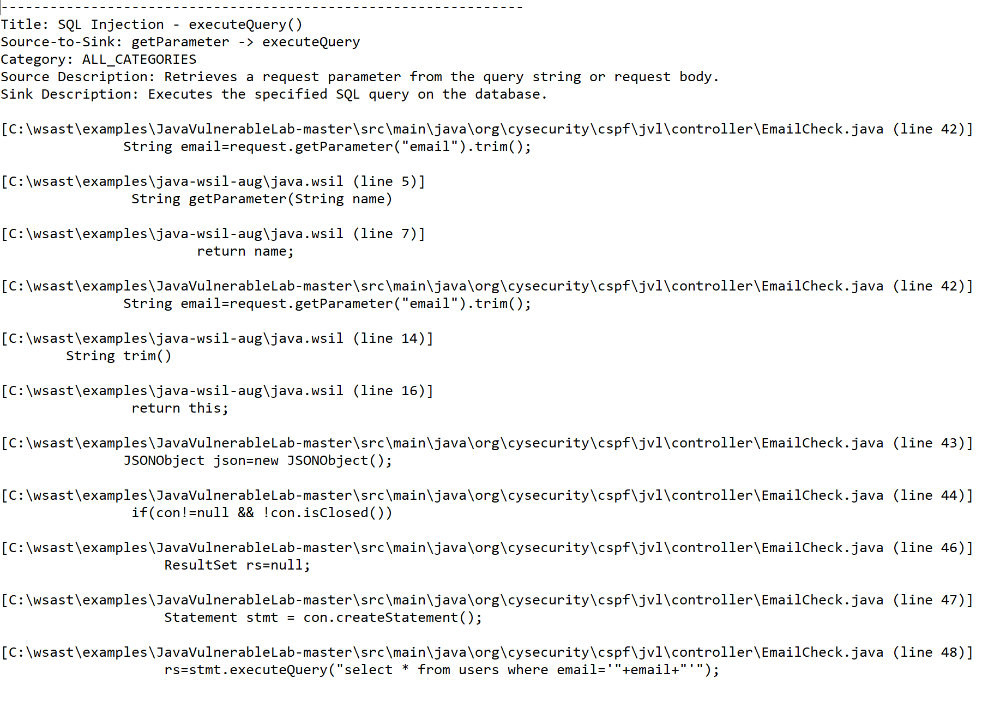 ----------------------------------------------------------------
Title: SQL Injection - executeQuery()
Source-to-Sink: getParameter -> executeQuery
Category: ALL_CATEGORIES
Source Description: Retrieves a request parameter from the query string or request body.
Sink Description: Executes the specified SQL query on the database.

[C:\wsast\examples\JavaVulnerableLab-master\src\main\java\org\cysecurity\cspf\jvl\controller\EmailCheck.java (line 42)]
               String email=request.getParameter("email").trim();

[C:\wsast\examples\java-wsil-aug\java.wsil (line 5)]
                String getParameter(String name)

[C:\wsast\examples\java-wsil-aug\java.wsil (line 7)]
                        return name;

[C:\wsast\examples\JavaVulnerableLab-master\src\main\java\org\cysecurity\cspf\jvl\controller\EmailCheck.java (line 42)]
               String email=request.getParameter("email").trim();

[C:\wsast\examples\java-wsil-aug\java.wsil (line 14)]
        String trim()

[C:\wsast\examples\java-wsil-aug\java.wsil (line 16)]
                return this;

[C:\wsast\examples\JavaVulnerableLab-master\src\main\java\org\cysecurity\cspf\jvl\controller\EmailCheck.java (line 43)]
               JSONObject json=new JSONObject();

[C:\wsast\examples\JavaVulnerableLab-master\src\main\java\org\cysecurity\cspf\jvl\controller\EmailCheck.java (line 44)]
                if(con!=null && !con.isClosed())

[C:\wsast\examples\JavaVulnerableLab-master\src\main\java\org\cysecurity\cspf\jvl\controller\EmailCheck.java (line 46)]
                    ResultSet rs=null;

[C:\wsast\examples\JavaVulnerableLab-master\src\main\java\org\cysecurity\cspf\jvl\controller\EmailCheck.java (line 47)]
                    Statement stmt = con.createStatement();

[C:\wsast\examples\JavaVulnerableLab-master\src\main\java\org\cysecurity\cspf\jvl\controller\EmailCheck.java (line 48)]
                    rs=stmt.executeQuery("select * from users where email='"+email+"'");